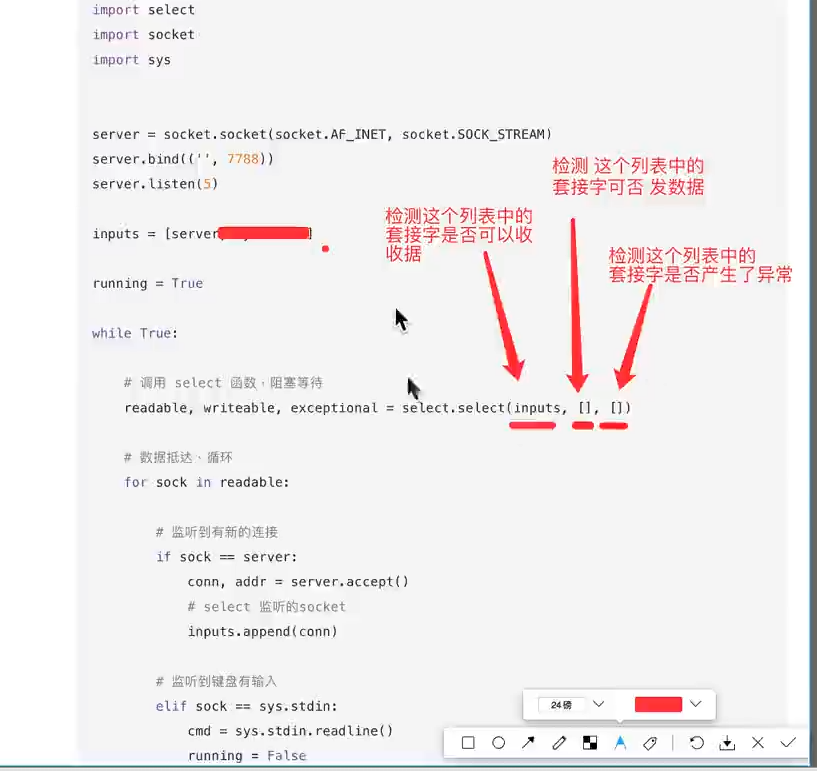 import select
import socket
import sys
server = socket.socket(socket.AF_INET, socket.SOCK_STREAM)
server.bind(('', 7788))
server.listen(5)
检测 这个列表中的
套接字可否 发数据
检测这个列表中的
套接字是否可以收
收据
inputs = [server
检测这个列表中的
套接字是否产生了异常
running = True
while True:
# 调用 select 函数，阻塞等待
readable, writeable, exceptional = select.select(inputs, [], [])
# 数据抵达、循环
for sock in readable:
# 监听到有新的连接
if sock == server:
conn, addr = server.accept()
# select 监听的socket
inputs.append(conn)
# 监听到键盘有输入
elif sock == sys.stdin:
cmd = sys.stdin.readline()
running = False
24磅